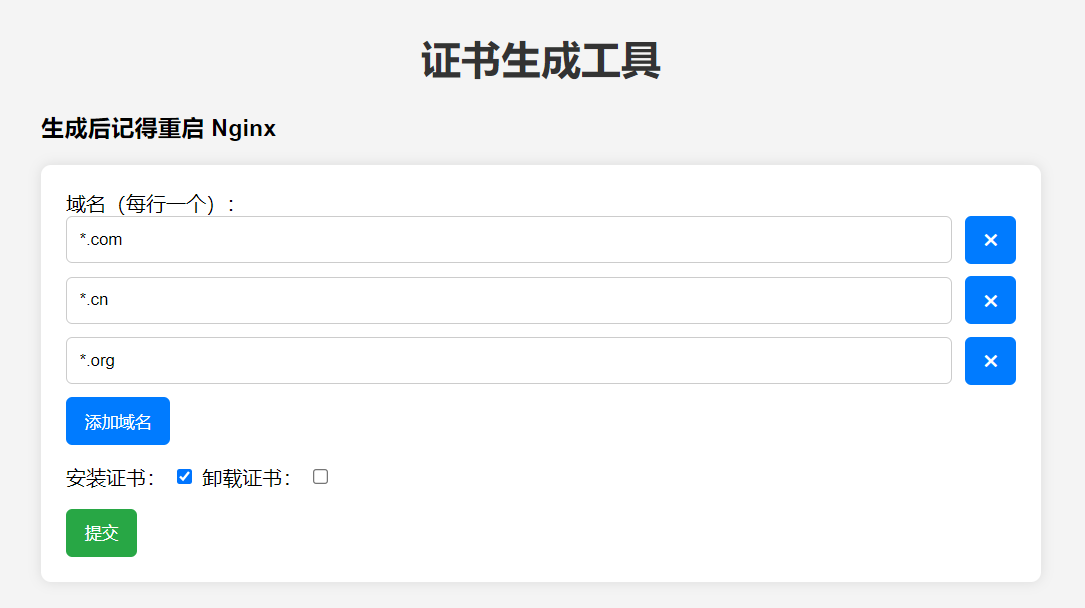 证书生成工具
生成后记得重启 Nginx
域名（每行一个）:
*.com
×
*.cn
×
*.org
×
添加域名
安装证书: 卸载证书:
提交